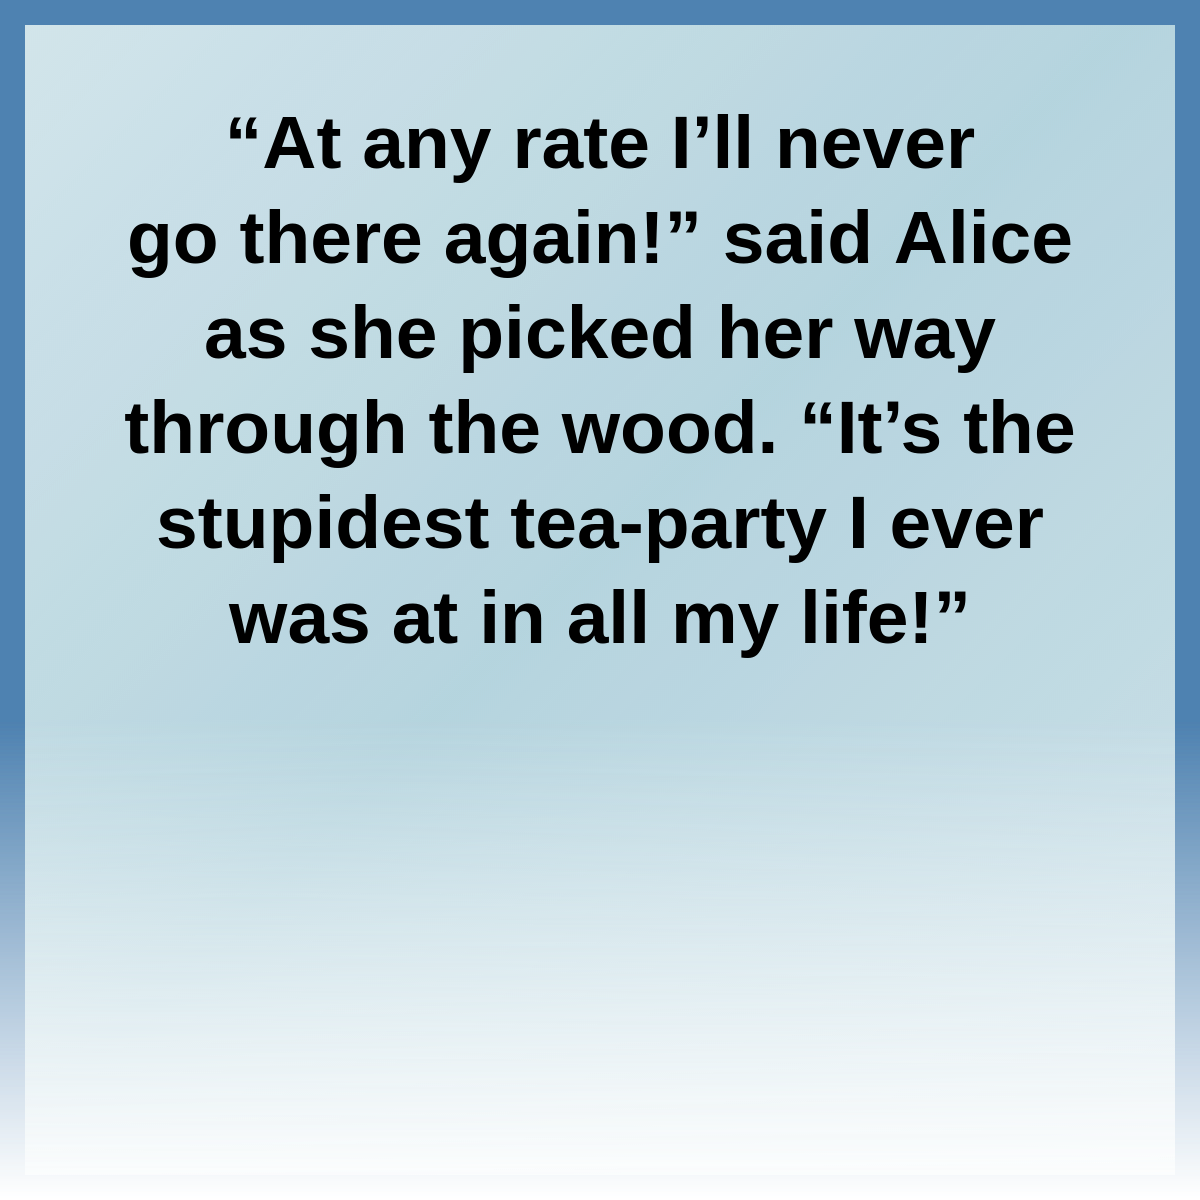 “At any rate I’ll never
go there again!” said Alice
as she picked her way
through the wood. “It’s the
stupidest tea-party I ever
was at in all my life!”